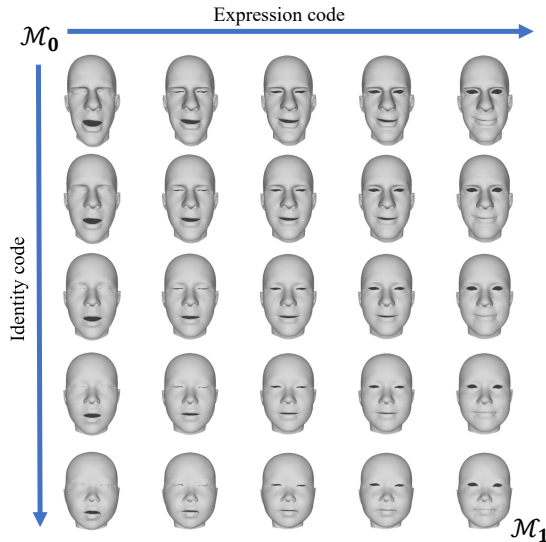 Expression code
ℳ₀
Identity code
ℳ₁